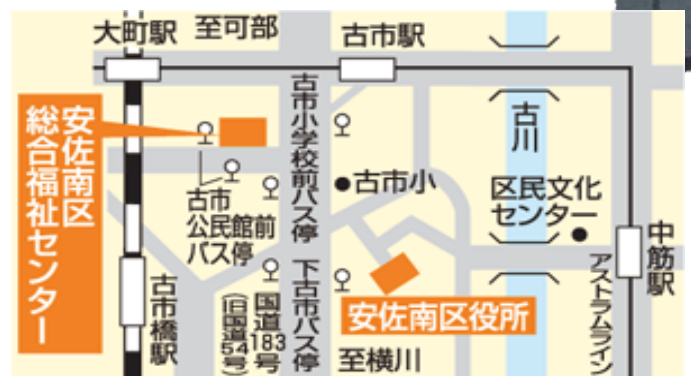 大町駅
至可部
古市駅
安佐南区
総合福祉センター
古市小学校前バス停
古川
古市小
区民文化
センター
古市
公民館前
バス停
中筋駅
アストラムライン
下古市バス停
国道183号
(旧国道54号)
古市橋駅
安佐南区役所
至横川